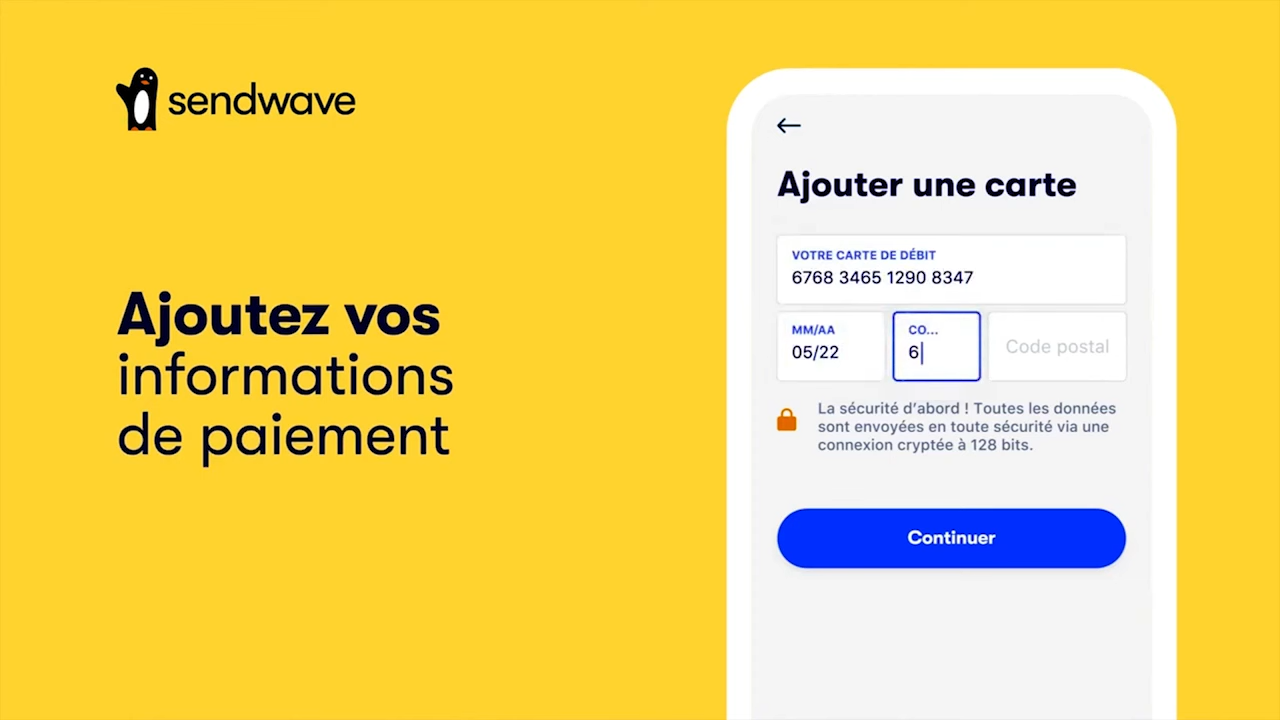 sendwave
Ajoutez vos
informations
de paiement
Ajouter une carte
VOTRE CARTE DE DÉBIT
6768 3465 1290 8347
MM/AA
05/22
CO...
6
Code postal
La sécurité d'abord ! Toutes les données
sont envoyées en toute sécurité via une
connexion cryptée à 128 bits.
Continuer